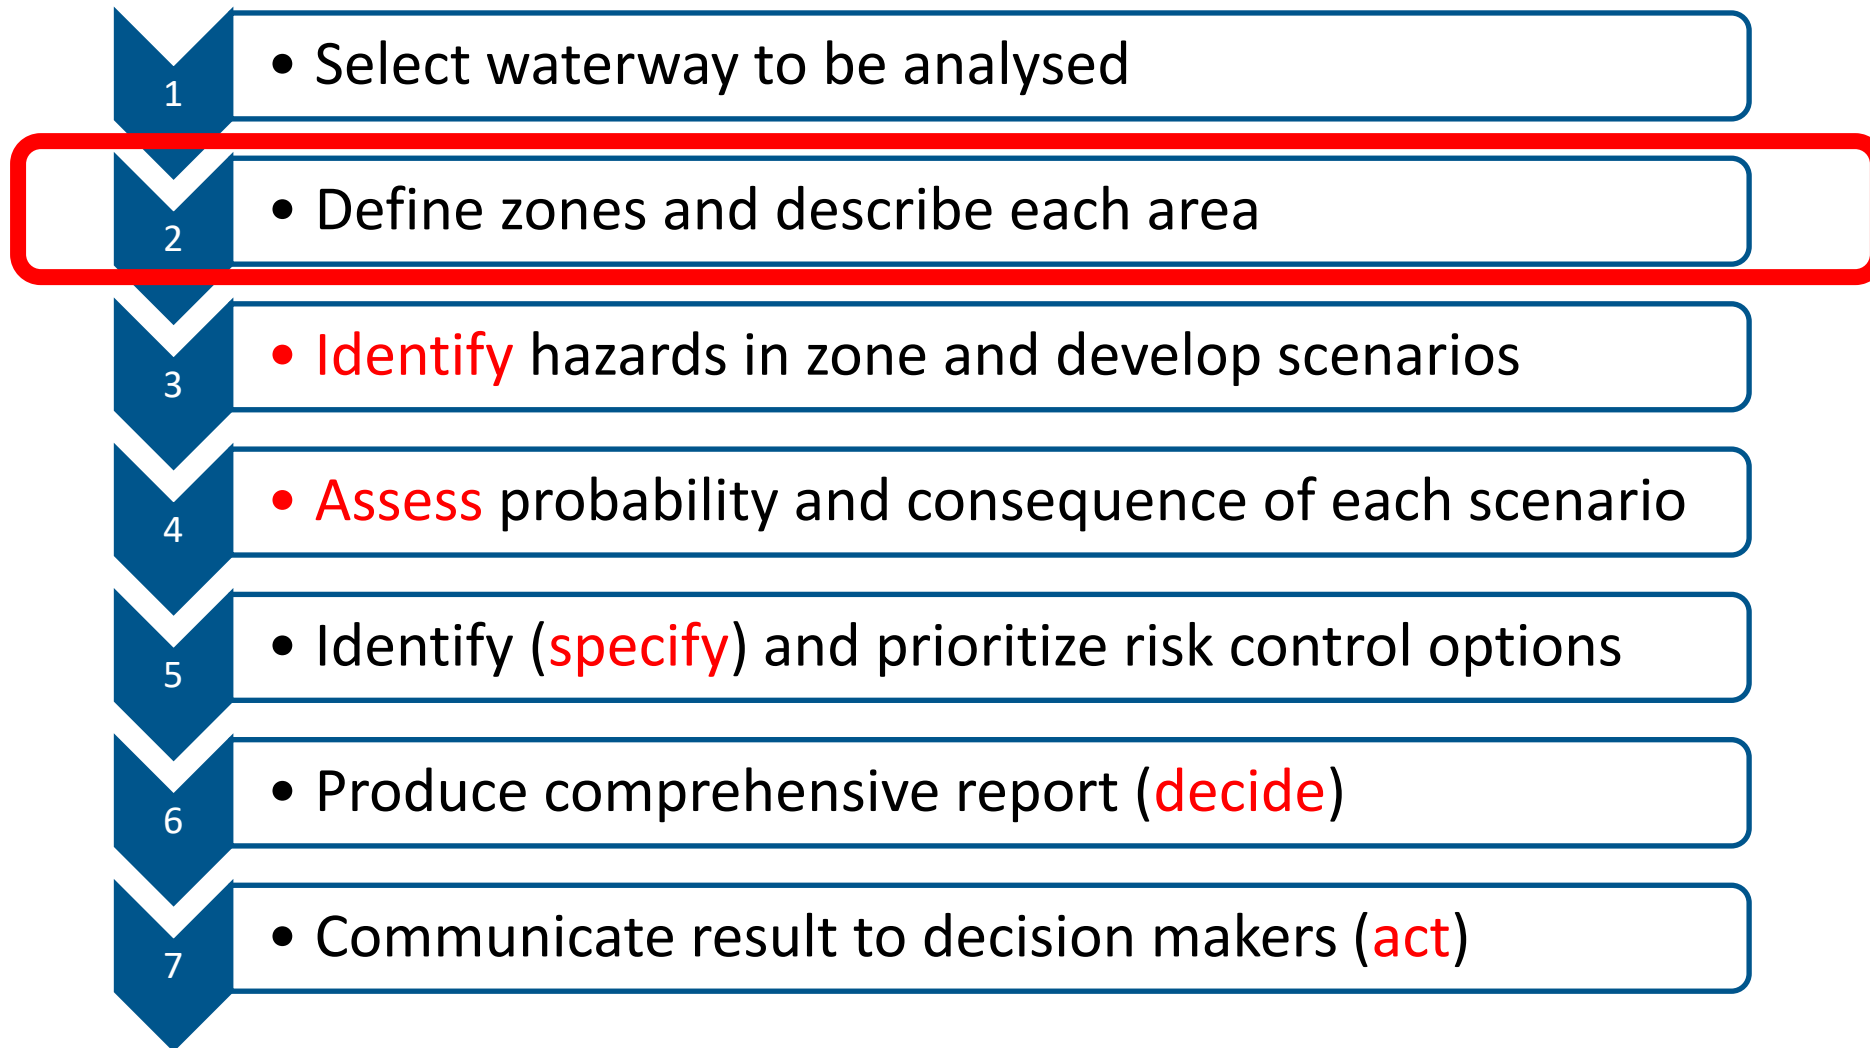 1
• Select waterway to be analysed
2
• Define zones and describe each area
3
• Identify hazards in zone and develop scenarios
4
• Assess probability and consequence of each scenario
5
• Identify (specify) and prioritize risk control options
6
• Produce comprehensive report (decide)
7
• Communicate result to decision makers (act)